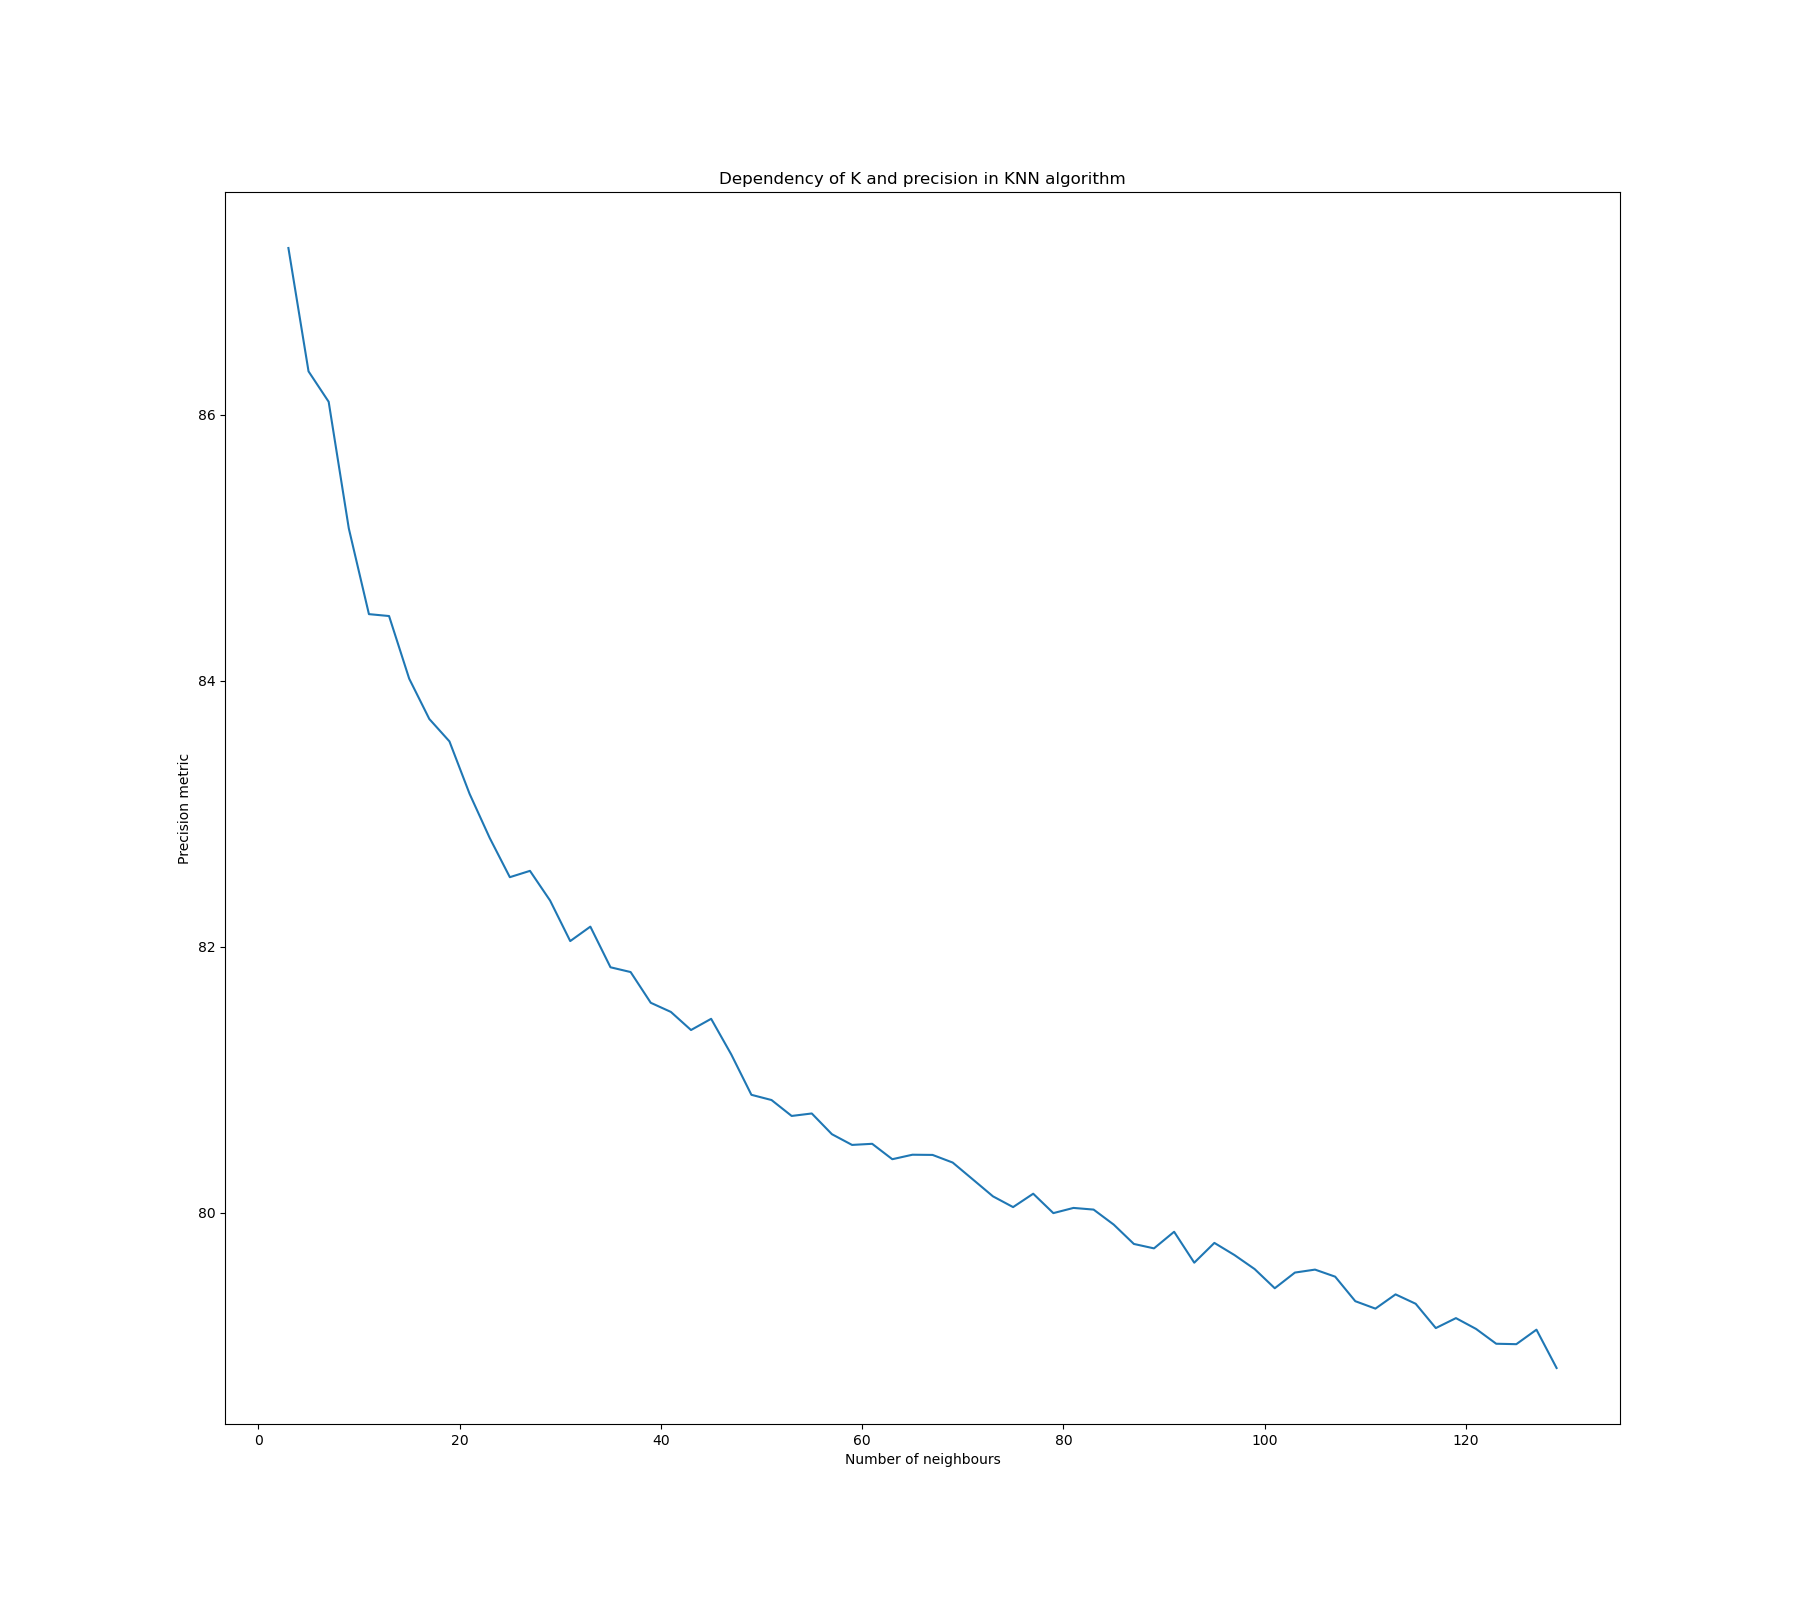 Dependency of K and precision in KNN algorithm
Precision metric
86
84
82
80
0 20 40 60 80 100 120
Number of neighbours